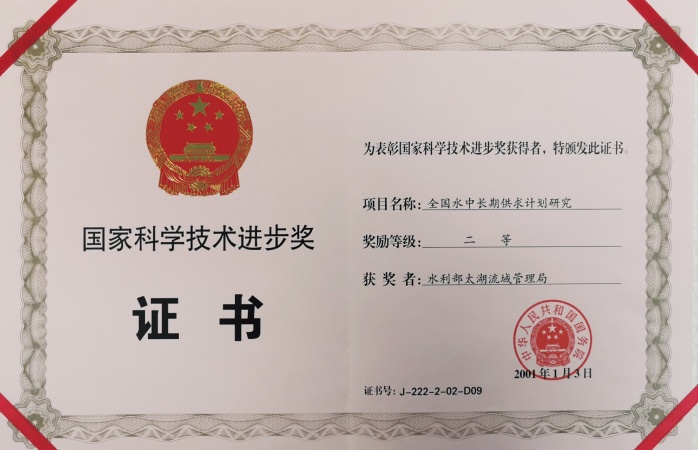 国家科学技术进步奖
证书
为表彰国家科学技术进步奖获得者，特颁发此证书。
项目名称：全国水中长期供求计划研究
奖励等级：二 等
获 奖 者：水利部太湖流域管理局
中华人民共和国国务院
2001年1月3日
证书号：J-222-2-02-D09